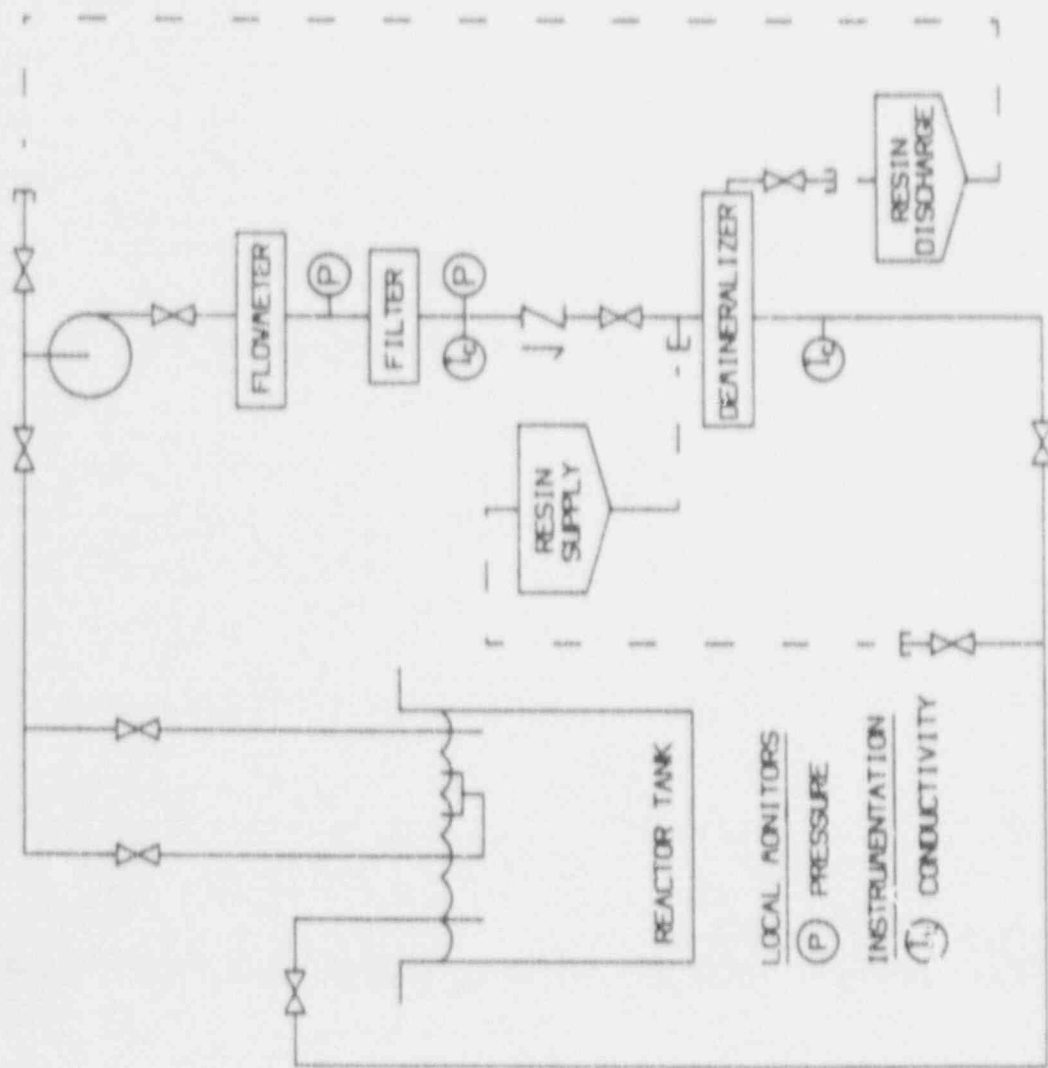 FLOWMETER
P
FILTER
P
DEMINERALIZER
RESIN
DISCHARGE
RESIN
SUPPLY
REACTOR TANK
LOCAL MONITORS
P PRESSURE
INSTRUMENTATION
CONDUCTIVITY